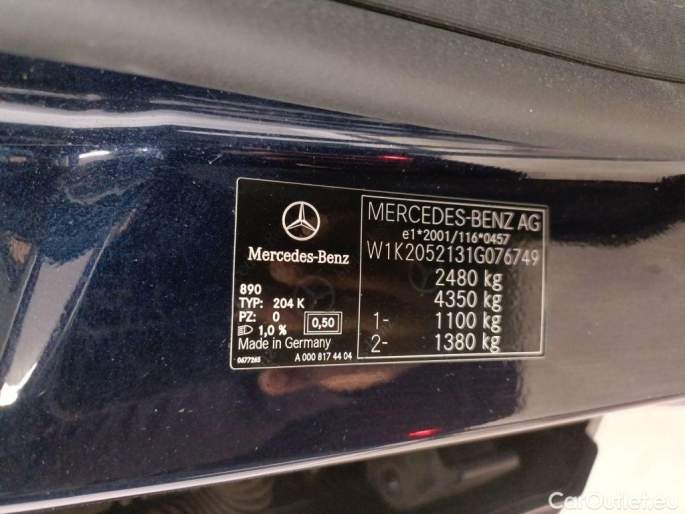 Mercedes-Benz
890
TYP: 204 K
PZ: 0
1,0 %
0,50
Made in Germany
0677265
A 000 817 44 04
MERCEDES-BENZ AG
e1*2001/116*0457
W1K2052131G076749
2480 kg
4350 kg
1- 1100 kg
2- 1380 kg
CarOutlet.eu